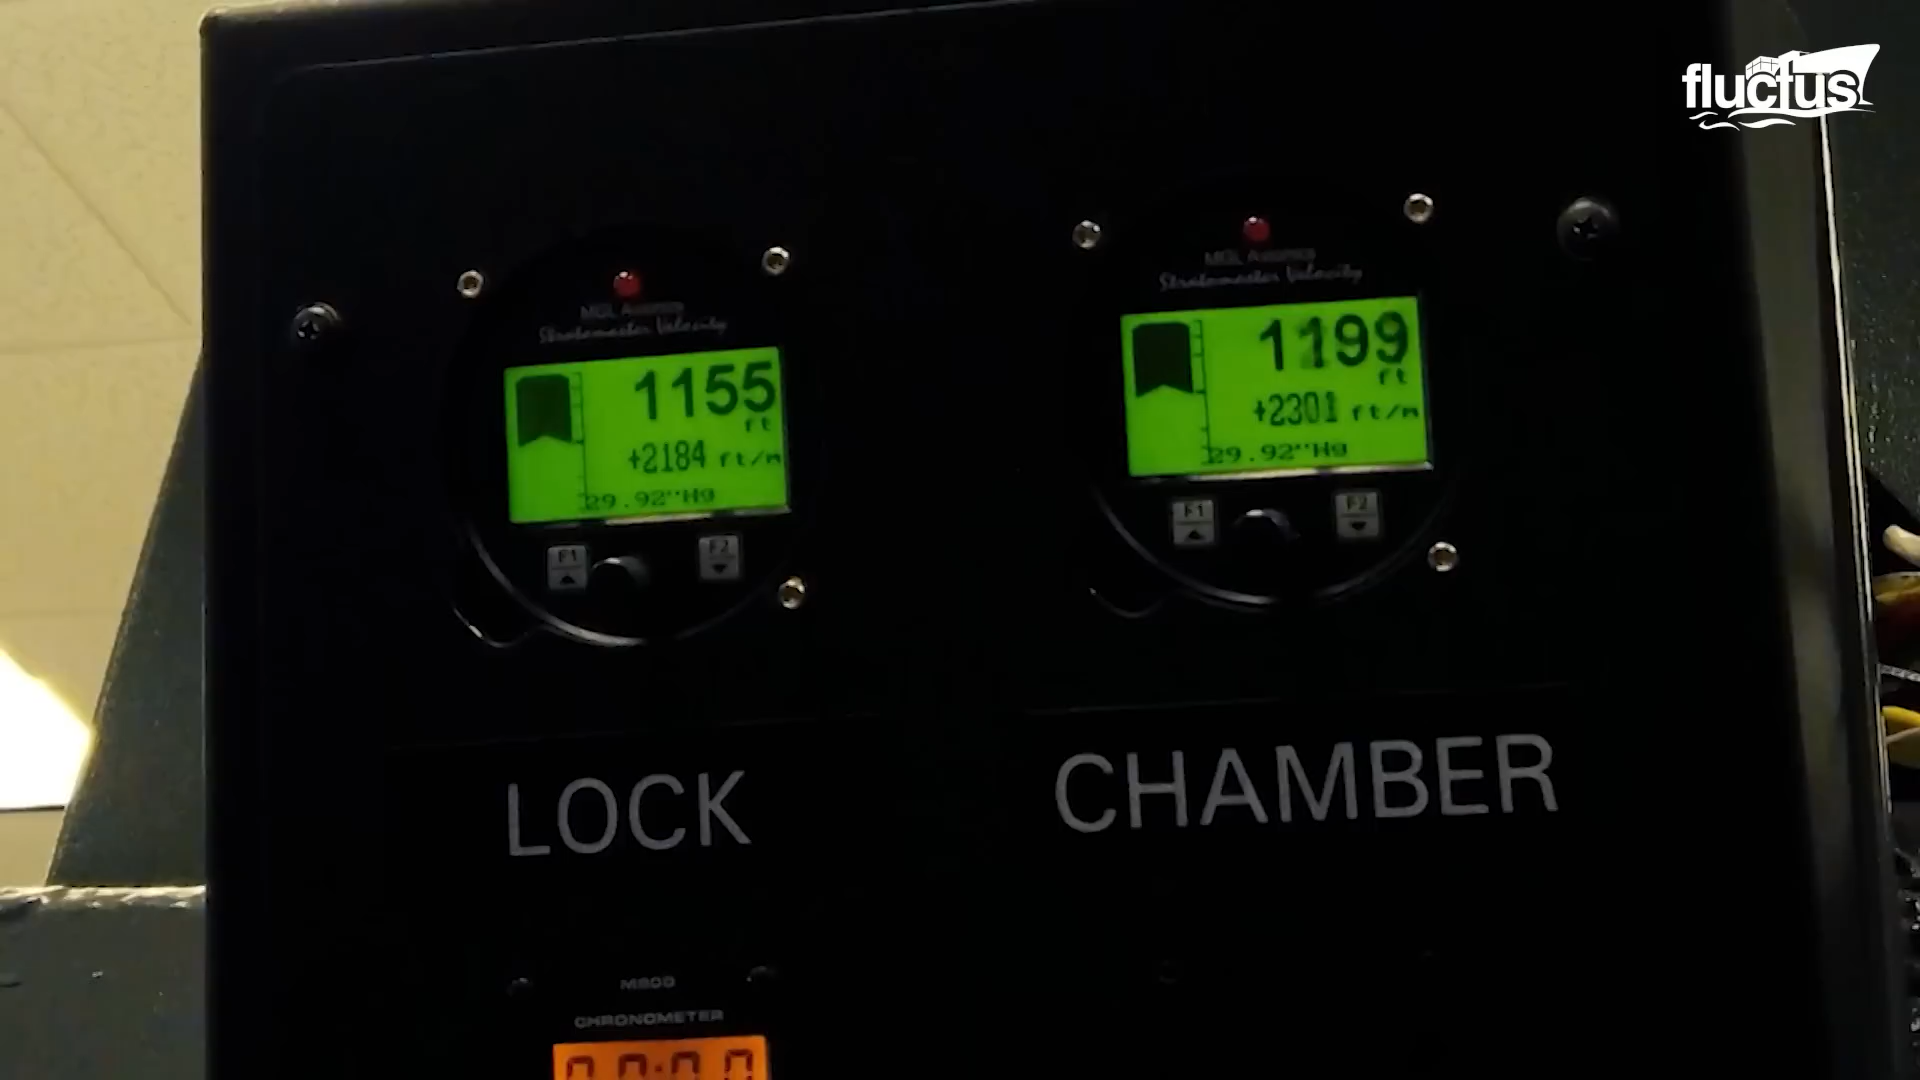 fluctus
MGL Avionics
Stratomaster Velocity
1155
ft
+2184 ft/m
29.92"Hg
F1
F2
LOCK
MGL Avionics
Stratomaster Velocity
1199
ft
+2301 ft/m
29.92"Hg
F1
F2
CHAMBER
M800
CHRONOMETER